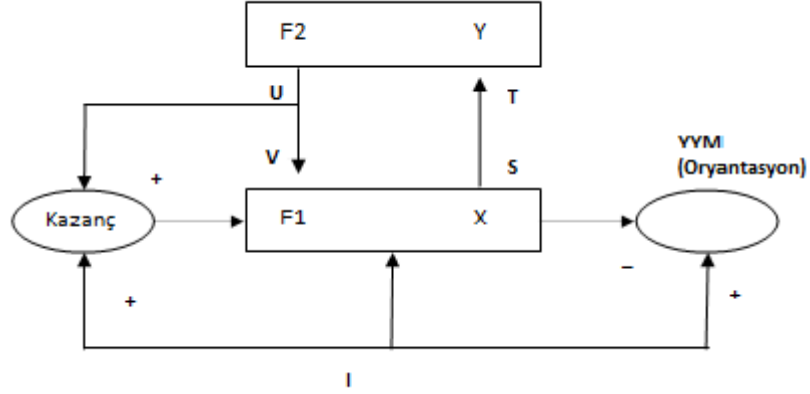 F2 Y
U
T
V
S
YYMI
(Oryantasyon)
+
Kazanç
F1 X
−
+
+
I